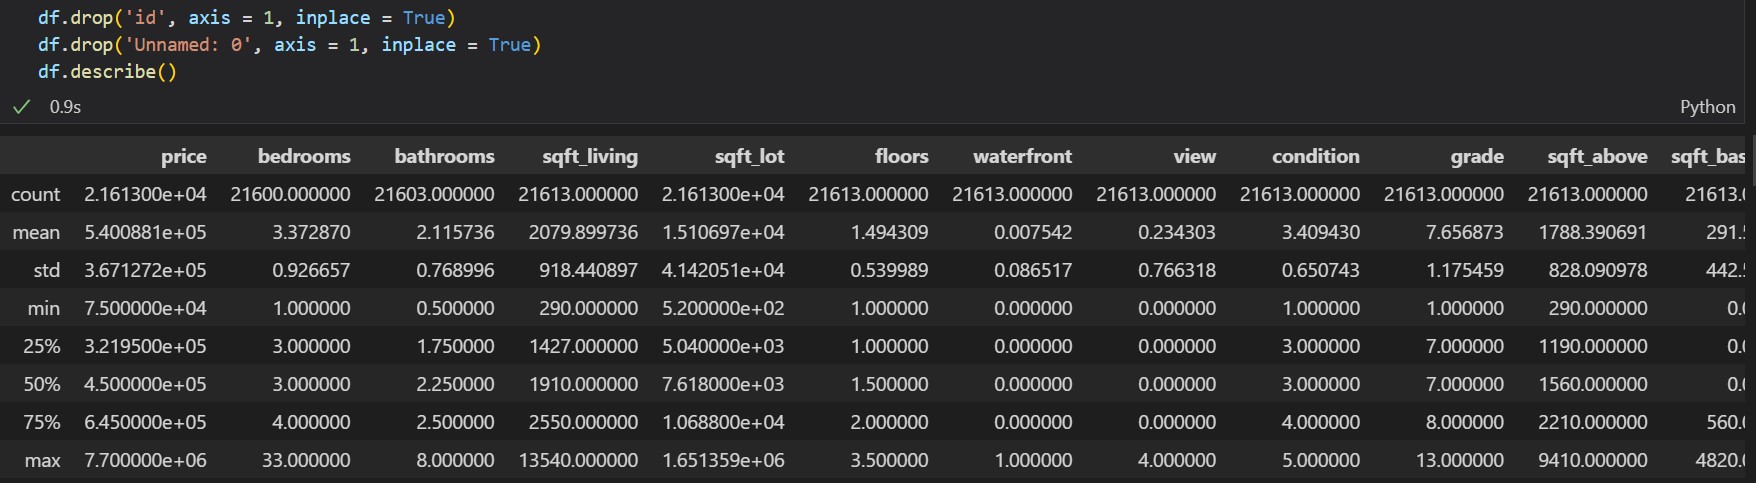 df.drop('id', axis = 1, inplace = True)
df.drop('Unnamed: 0', axis = 1, inplace = True)
df.describe()
0.9s Python
price bedrooms bathrooms sqft_living sqft_lot floors waterfront view condition grade sqft_above sqft_bas
count 2.161300e+04 21600.000000 21603.000000 21613.000000 2.161300e+04 21613.000000 21613.000000 21613.000000 21613.000000 21613.000000 21613.000000 21613.0
mean 5.400881e+05 3.372870 2.115736 2079.899736 1.510697e+04 1.494309 0.007542 0.234303 3.409430 7.656873 1788.390691 291.5
std 3.671272e+05 0.926657 0.768996 918.440897 4.142051e+04 0.539989 0.086517 0.766318 0.650743 1.175459 828.090978 442.5
min 7.500000e+04 1.000000 0.500000 290.000000 5.200000e+02 1.000000 0.000000 0.000000 1.000000 1.000000 290.000000 0.0
25% 3.219500e+05 3.000000 1.750000 1427.000000 5.040000e+03 1.000000 0.000000 0.000000 3.000000 7.000000 1190.000000 0.0
50% 4.500000e+05 3.000000 2.250000 1910.000000 7.618000e+03 1.500000 0.000000 0.000000 3.000000 7.000000 1560.000000 0.0
75% 6.450000e+05 4.000000 2.500000 2550.000000 1.068800e+04 2.000000 0.000000 0.000000 4.000000 8.000000 2210.000000 560.0
max 7.700000e+06 33.000000 8.000000 13540.000000 1.651359e+06 3.500000 1.000000 4.000000 5.000000 13.000000 9410.000000 4820.0